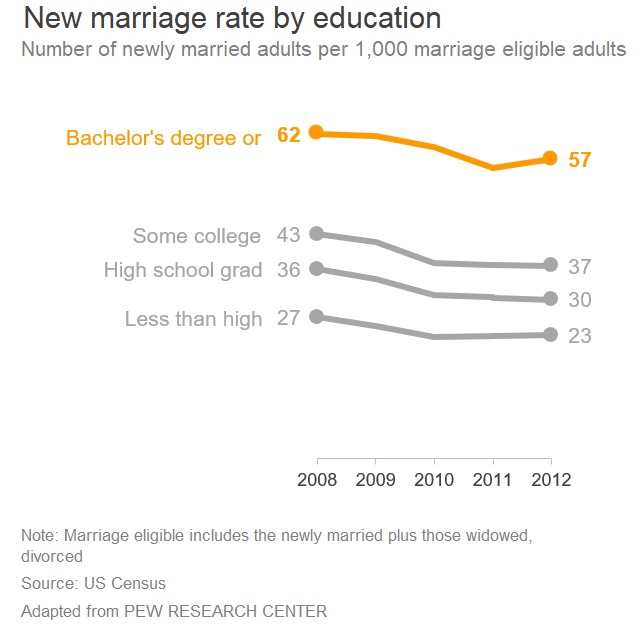 New marriage rate by education
Number of newly married adults per 1,000 marriage eligible adults
Bachelor's degree or 62 57
Some college 43 37
High school grad 36 30
Less than high 27 23
2008 2009 2010 2011 2012
Note: Marriage eligible includes the newly married plus those widowed,
divorced
Source: US Census
Adapted from PEW RESEARCH CENTER